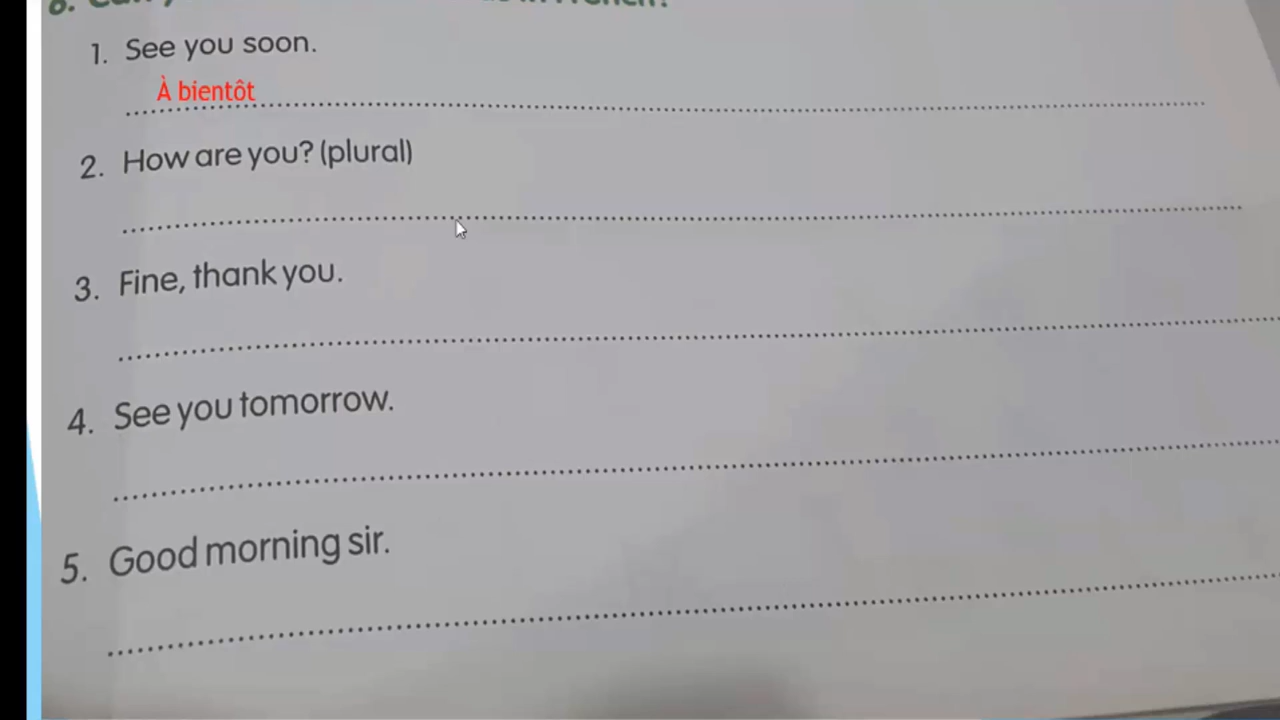 1. See you soon.
À bientôt
2. How are you? (plural)
3. Fine, thank you.
4. See you tomorrow.
5. Good morning sir.